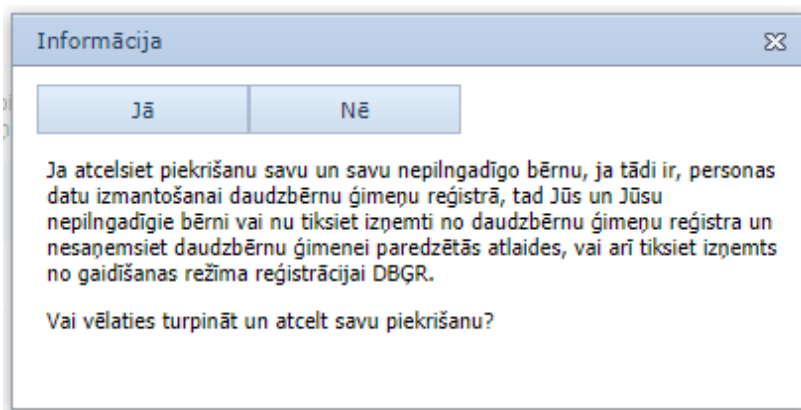 Informācija
Jā
Nē
Ja atcelsiet piekrišanu savu un savu nepilngadīgo bērnu, ja tādi ir, personas
datu izmantošanai daudzbērnu ģimeņu reģistrā, tad Jūs un Jūsu
nepilngadīgie bērni vai nu tiksiet izņemti no daudzbērnu ģimeņu reģistra un
nesaņemsiet daudzbērnu ģimenei paredzētās atlaides, vai arī tiksiet izņemts
no gaidīšanas režīma reģistrācijai DBĢR.
Vai vēlaties turpināt un atcelt savu piekrišanu?